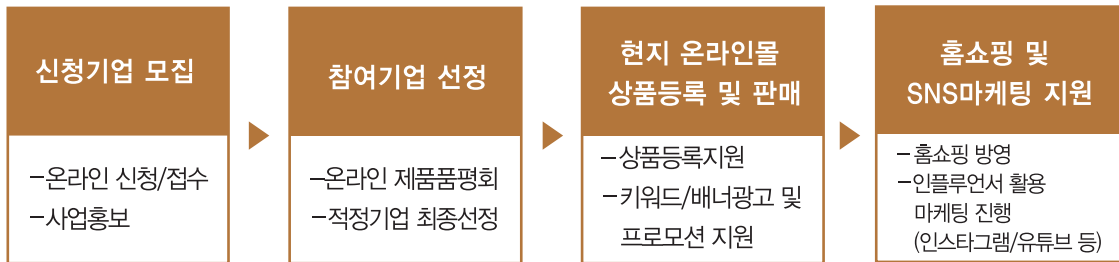 신청기업 모집
-온라인 신청/접수
-사업홍보
참여기업 선정
-온라인 제품품평회
-적정기업 최종선정
현지 온라인몰
상품등록 및 판매
-상품등록지원
-키워드/배너광고 및
프로모션 지원
홈쇼핑 및
SNS마케팅 지원
-홈쇼핑 방영
-인플루언서 활용
마케팅 진행
(인스타그램/유튜브 등)